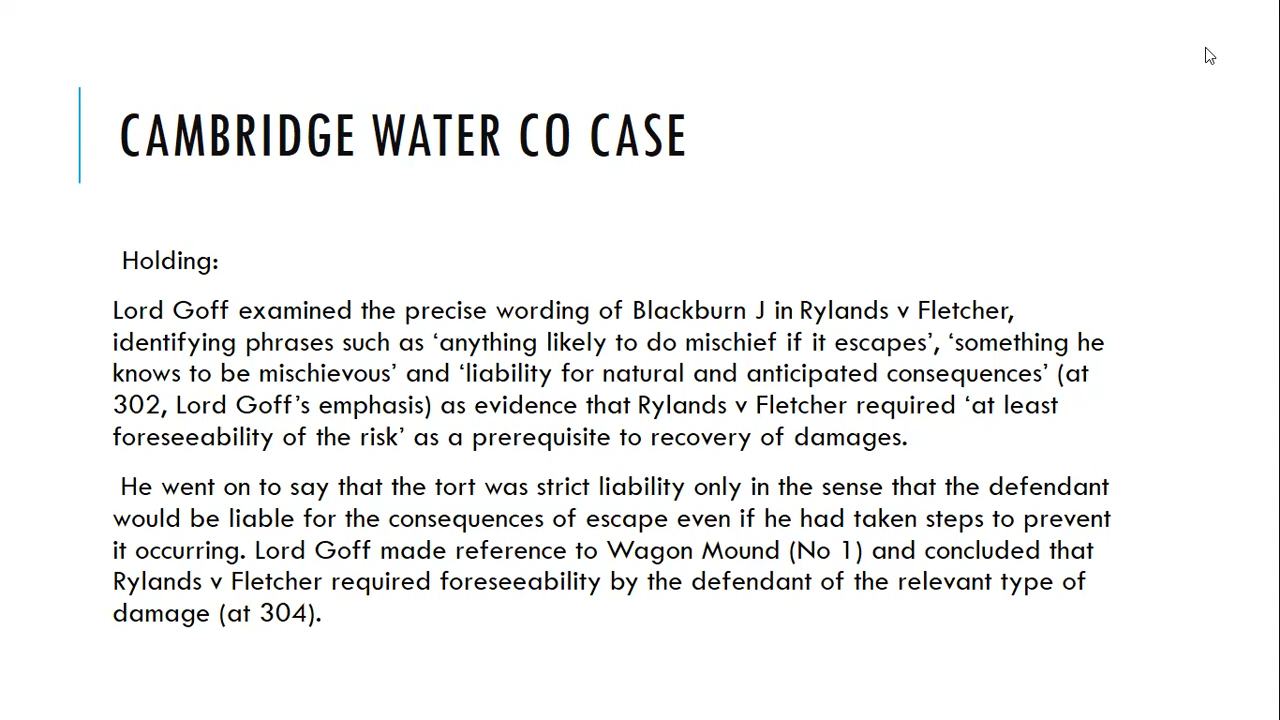 CAMBRIDGE WATER CO CASE
Holding:
Lord Goff examined the precise wording of Blackburn J in Rylands v Fletcher,
identifying phrases such as ‘anything likely to do mischief if it escapes’, ‘something he
knows to be mischievous’ and ‘liability for natural and anticipated consequences’ (at
302, Lord Goff’s emphasis) as evidence that Rylands v Fletcher required ‘at least
foreseeability of the risk’ as a prerequisite to recovery of damages.
He went on to say that the tort was strict liability only in the sense that the defendant
would be liable for the consequences of escape even if he had taken steps to prevent
it occurring. Lord Goff made reference to Wagon Mound (No 1) and concluded that
Rylands v Fletcher required foreseeability by the defendant of the relevant type of
damage (at 304).